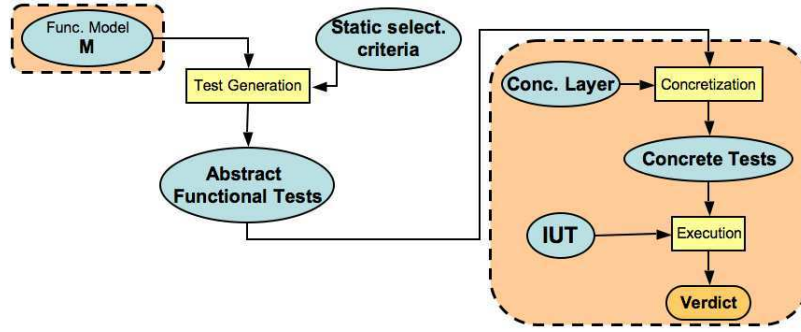 Func. Model
M
Static select.
criteria
Test Generation
Conc. Layer
Concretization
Abstract
Functional Tests
Concrete Tests
IUT
Execution
Verdict